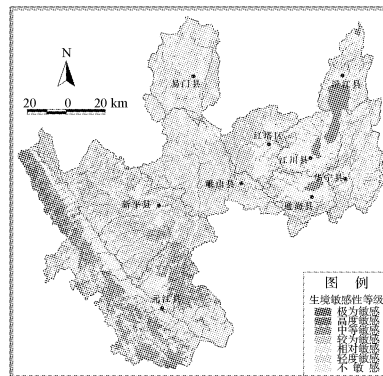 N
20 0 20 km
易门县
澄江县
红塔区
江川县
华宁县
峨山县
通海县
新平县
元江县
图 例
生境敏感性等级
极为敏感
高度敏感
中等敏感
较为敏感
相对敏感
轻度敏感
不 敏 感